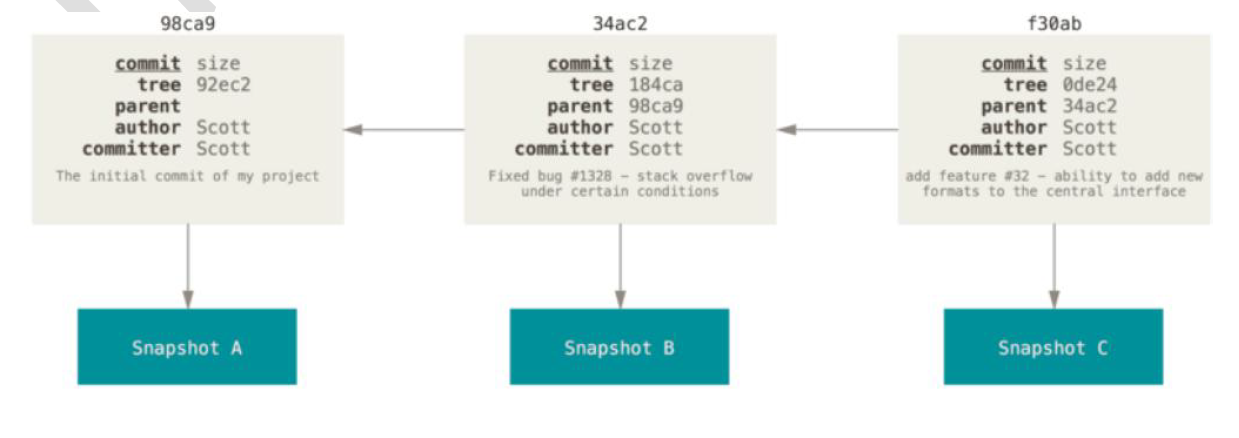 98ca9
commit size
tree 92ec2
parent
author Scott
committer Scott
The initial commit of my project
Snapshot A
34ac2
commit size
tree 184ca
parent 98ca9
author Scott
committer Scott
Fixed bug #1328 – stack overflow
under certain conditions
Snapshot B
f30ab
commit size
tree 0de24
parent 34ac2
author Scott
committer Scott
add feature #32 – ability to add new
formats to the central interface
Snapshot C